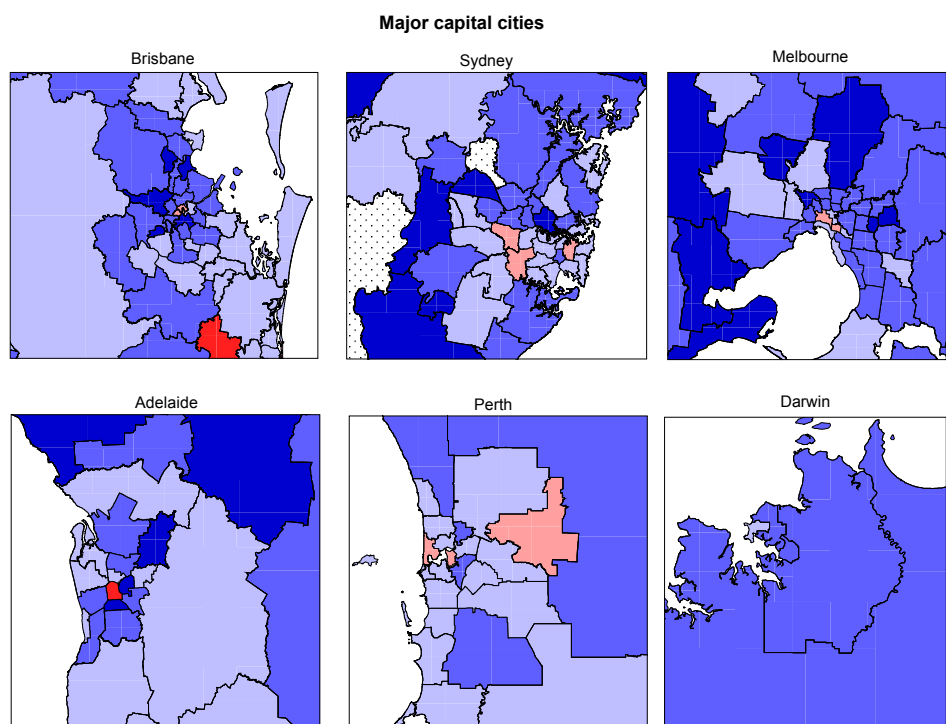 Major capital cities
Brisbane
Sydney
Melbourne
Adelaide
Perth
Darwin